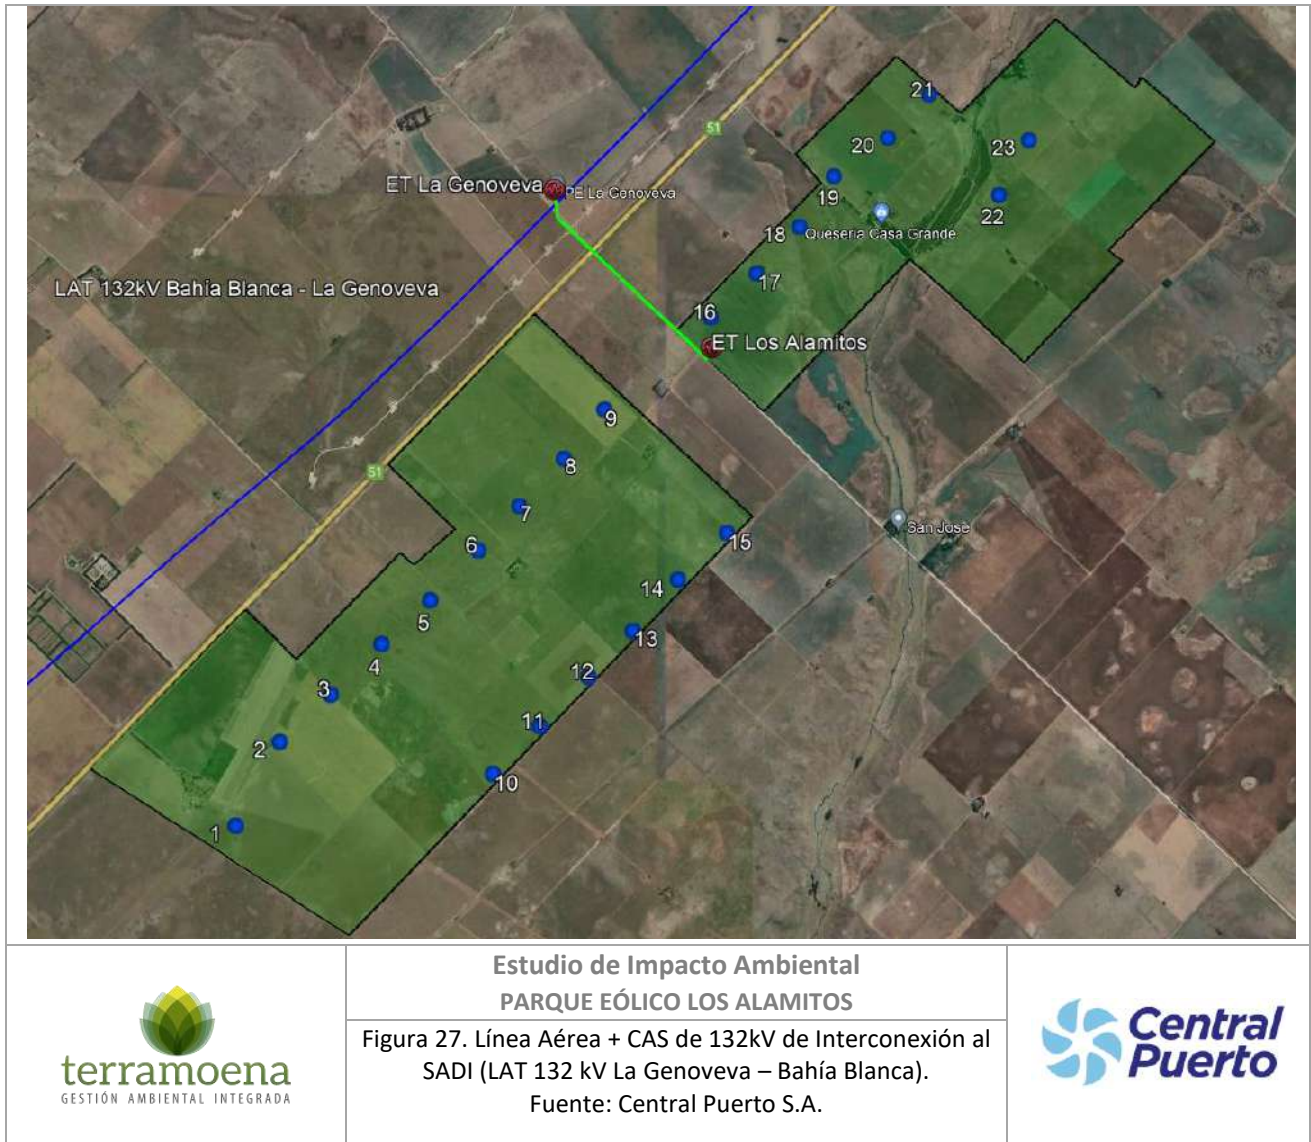 21
51
20
23
ET La Genoveva
PE La Genoveva
19
22
18
Queseria Casa Grande
17
LAT 132kV Bahía Blanca - La Genoveva
16
ET Los Alamitos
9
8
51
7
San Jose
6
15
14
5
13
4
12
3
11
2
10
1
Estudio de Impacto Ambiental
PARQUE EÓLICO LOS ALAMITOS
Figura 27. Línea Aérea + CAS de 132kV de Interconexión al
SADI (LAT 132 kV La Genoveva – Bahía Blanca).
Fuente: Central Puerto S.A.
terramoena
GESTIÓN AMBIENTAL INTEGRADA
Central
Puerto